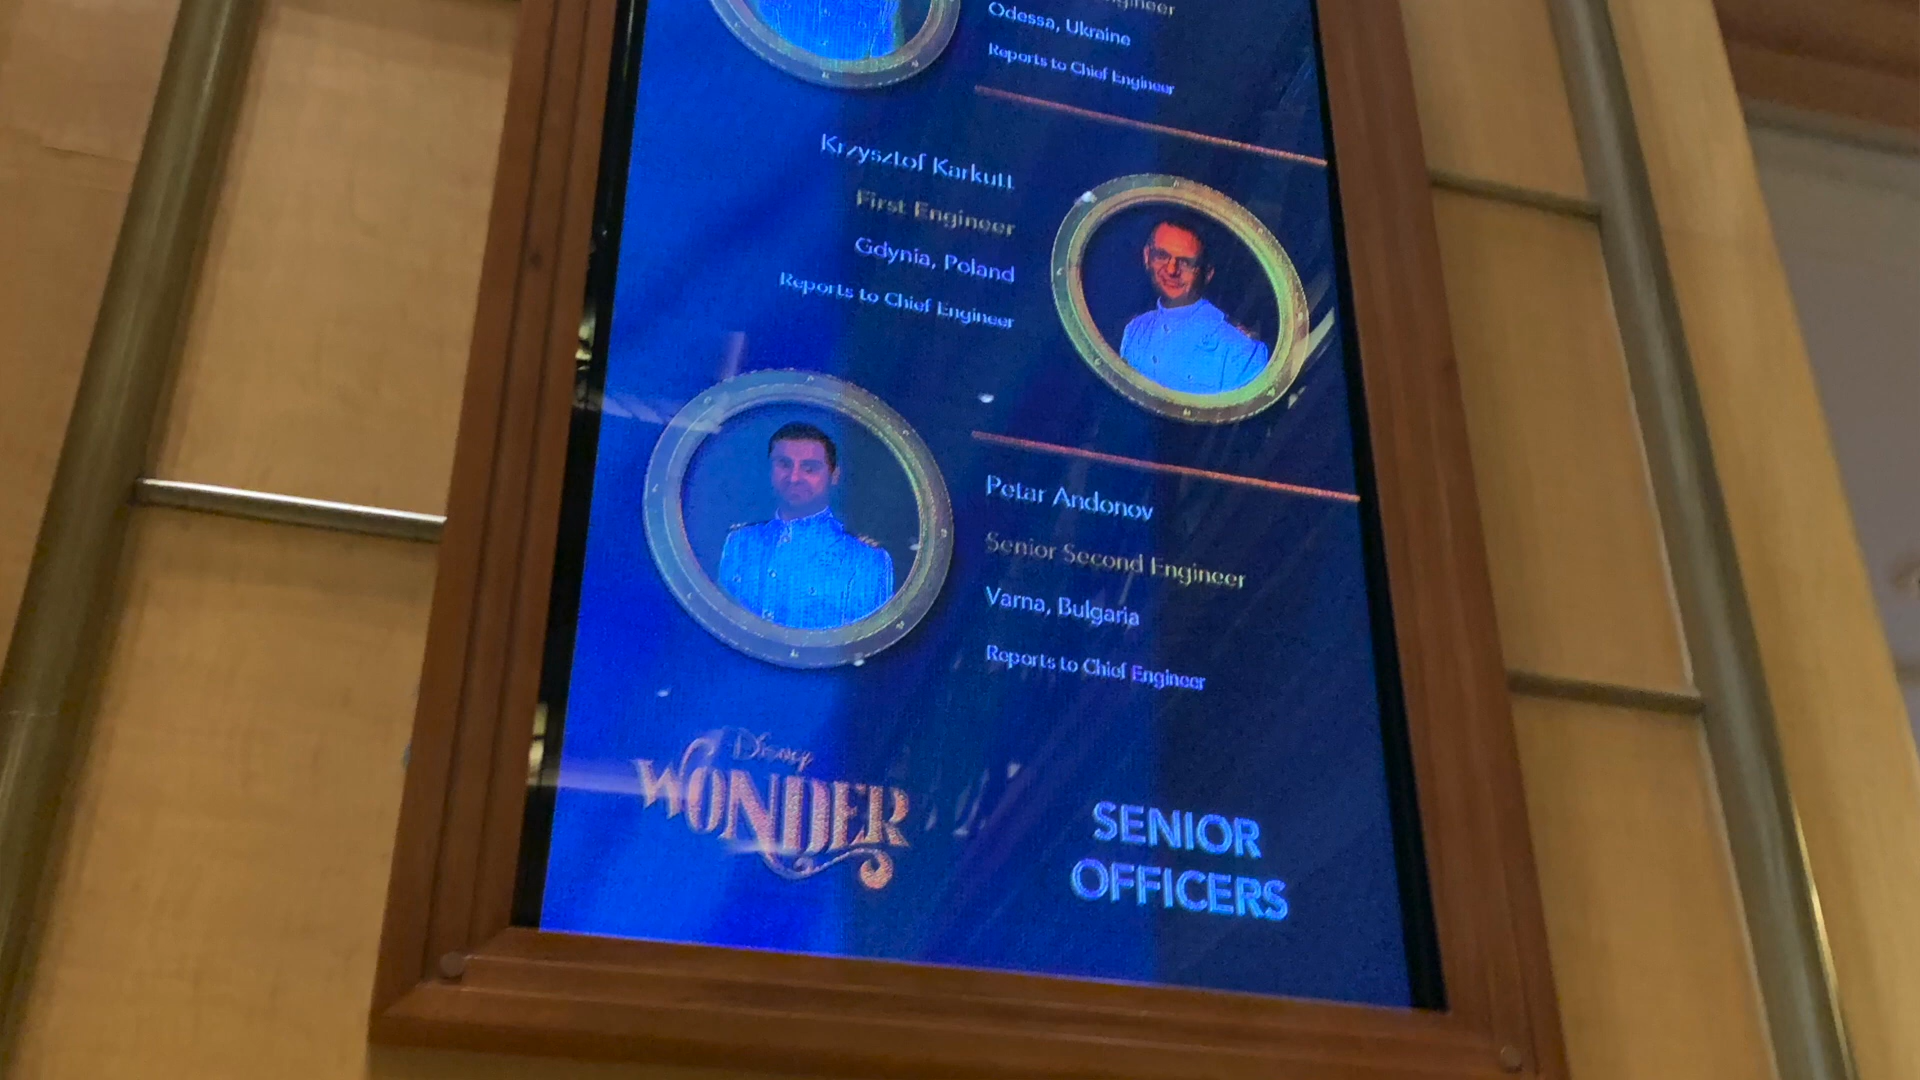 Engineer
Odessa, Ukraine
Reports to Chief Engineer
Krzysztof Karkutt
First Engineer
Gdynia, Poland
Reports to Chief Engineer
Petar Andonov
Senior Second Engineer
Varna, Bulgaria
Reports to Chief Engineer
Disney
WONDER
SENIOR
OFFICERS